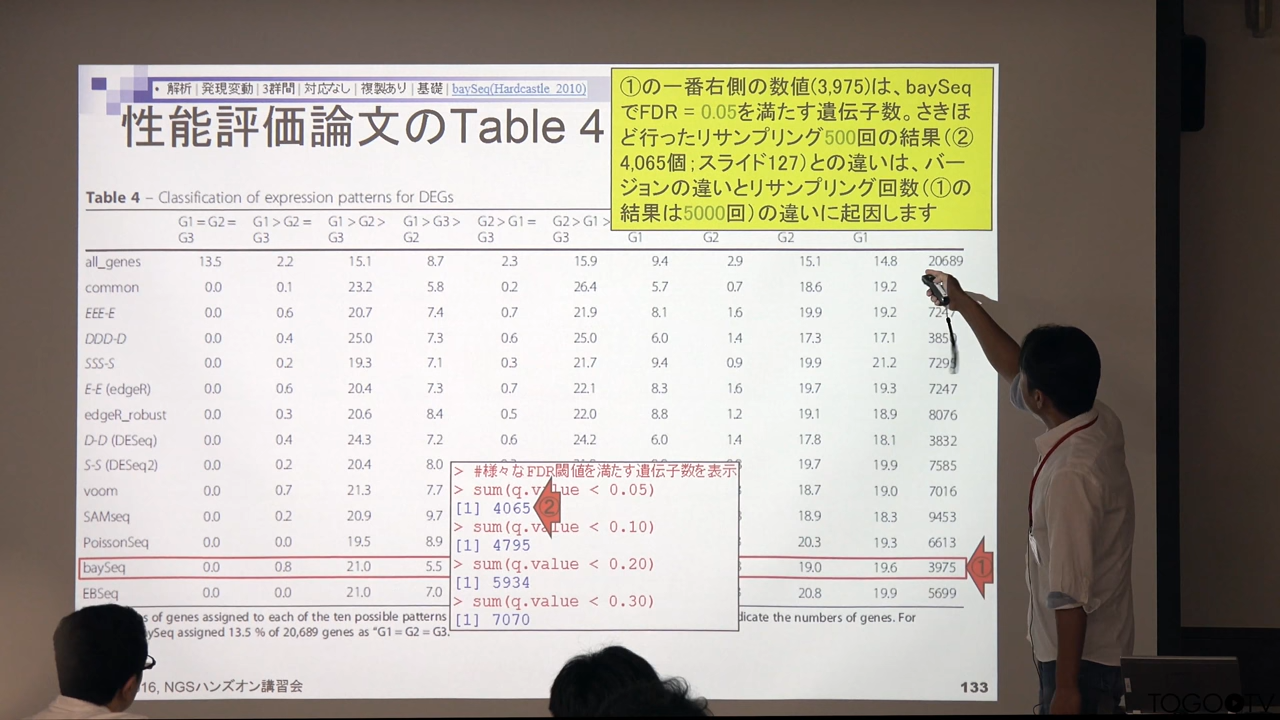 • 解析 | 発現変動 | 3群間 | 対応なし | 複製あり | 基礎 | baySeq(Hardcastle_2010)
性能評価論文のTable 4
①の一番右側の数値(3,975)は、baySeq
でFDR = 0.05を満たす遺伝子数。さきほ
ど行ったリサンプリング500回の結果(②
4,065個;スライド127)との違いは、バー
ジョンの違いとリサンプリング回数(①の
結果は5000回)の違いに起因します
Table 4 – Classification of expression patterns for DEGs
G1 = G2 = G1 > G2 = G1 > G2 > G1 > G3 > G2 > G1 = G2 > G1 >
G3 G3 G3 G2 G3 G3 G1 G2 G2 G1
all_genes 13.5 2.2 15.1 8.7 2.3 15.9 9.4 2.9 15.1 14.8 20689
common 0.0 0.1 23.2 5.8 0.2 26.4 5.7 0.7 18.6 19.2
EEE-E 0.0 0.6 20.7 7.4 0.7 21.9 8.1 1.6 19.9 19.2
DDD-D 0.0 0.4 25.0 7.3 0.6 25.0 6.0 1.4 17.3 17.1
SSS-S 0.0 0.2 19.3 7.1 0.3 21.7 9.4 0.9 19.9 21.2
E-E (edgeR) 0.0 0.6 20.4 7.3 0.7 22.1 8.3 1.6 19.7 19.3 7247
edgeR_robust 0.0 0.3 20.6 8.4 0.5 22.0 8.8 1.2 19.1 18.9 8076
D-D (DESeq) 0.0 0.4 24.3 7.2 0.6 24.2 6.0 1.4 17.8 18.1 3832
S-S (DESeq2) 0.0 0.2 20.4 8.0 19.7 19.9 7585
voom 0.0 0.7 21.3 7.7 18.7 19.0 7016
SAMseq 0.0 0.2 20.9 9.7 18.9 18.3 9453
PoissonSeq 0.0 0.0 19.5 8.9 20.3 19.3 6613
baySeq 0.0 0.8 21.0 5.5 19.0 19.6 3975
EBSeq 0.0 0.0 21.0 7.0 20.8 19.9 5699
①
> #様々なFDR閾値を満たす遺伝子数を表示
> sum(q.value < 0.05)
[1] 4065
②
> sum(q.value < 0.10)
[1] 4795
> sum(q.value < 0.20)
[1] 5934
> sum(q.value < 0.30)
[1] 7070
of genes assigned to each of the ten possible patterns the numbers of genes. For
assigned 13.5 % of 20,689 genes as "G1 = G2 = G3.
16, NGSハンズオン講習会
133
TOGO TV